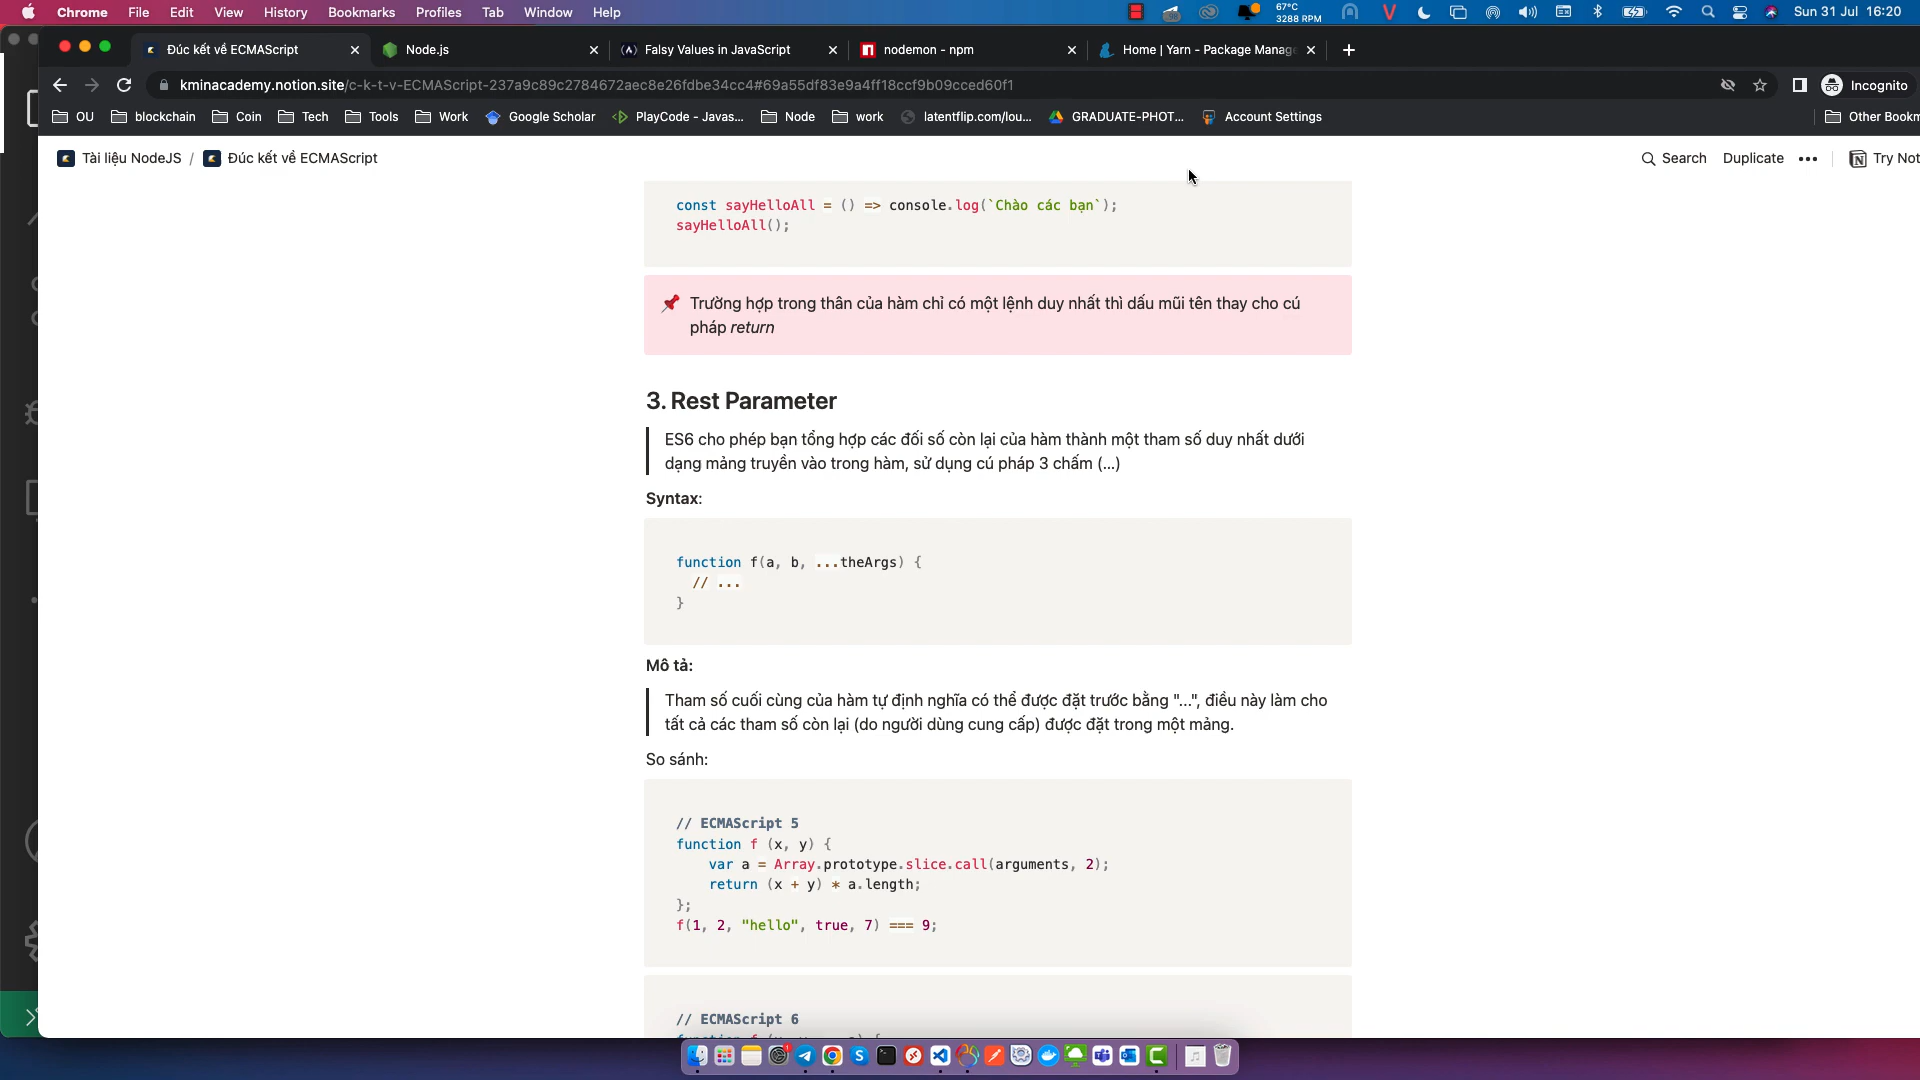 Chrome File Edit View History Bookmarks Profiles Tab Window Help 67°C 3288 RPM Sun 31 Jul 16:20
Đúc kết về ECMAScript Node.js Falsy Values in JavaScript nodemon - npm Home | Yarn - Package Manag
kminacademy.notion.site/c-k-t-v-ECMAScript-237a9c89c2784672aec8e26fdbe34cc4#69a55df83e9a4ff18ccf9b09cced60f1 Incognito
OU blockchain Coin Tech Tools Work Google Scholar PlayCode - Javas... Node work latentflip.com/lou... GRADUATE-PHOT... Account Settings Other Bookm
Tài liệu NodeJS / Đúc kết về ECMAScript Search Duplicate ••• Try Not
const sayHelloAll = () => console.log(`Chào các bạn`);
sayHelloAll();
Trường hợp trong thân của hàm chỉ có một lệnh duy nhất thì dấu mũi tên thay cho cú
pháp return
3. Rest Parameter
ES6 cho phép bạn tổng hợp các đối số còn lại của hàm thành một tham số duy nhất dưới
dạng mảng truyền vào trong hàm, sử dụng cú pháp 3 chấm (...)
Syntax:
function f(a, b, ...theArgs) {
// ...
}
Mô tả:
Tham số cuối cùng của hàm tự định nghĩa có thể được đặt trước bằng "...", điều này làm cho
tất cả các tham số còn lại (do người dùng cung cấp) được đặt trong một mảng.
So sánh:
// ECMAScript 5
function f (x, y) {
var a = Array.prototype.slice.call(arguments, 2);
return (x + y) * a.length;
};
f(1, 2, "hello", true, 7) === 9;
// ECMAScript 6